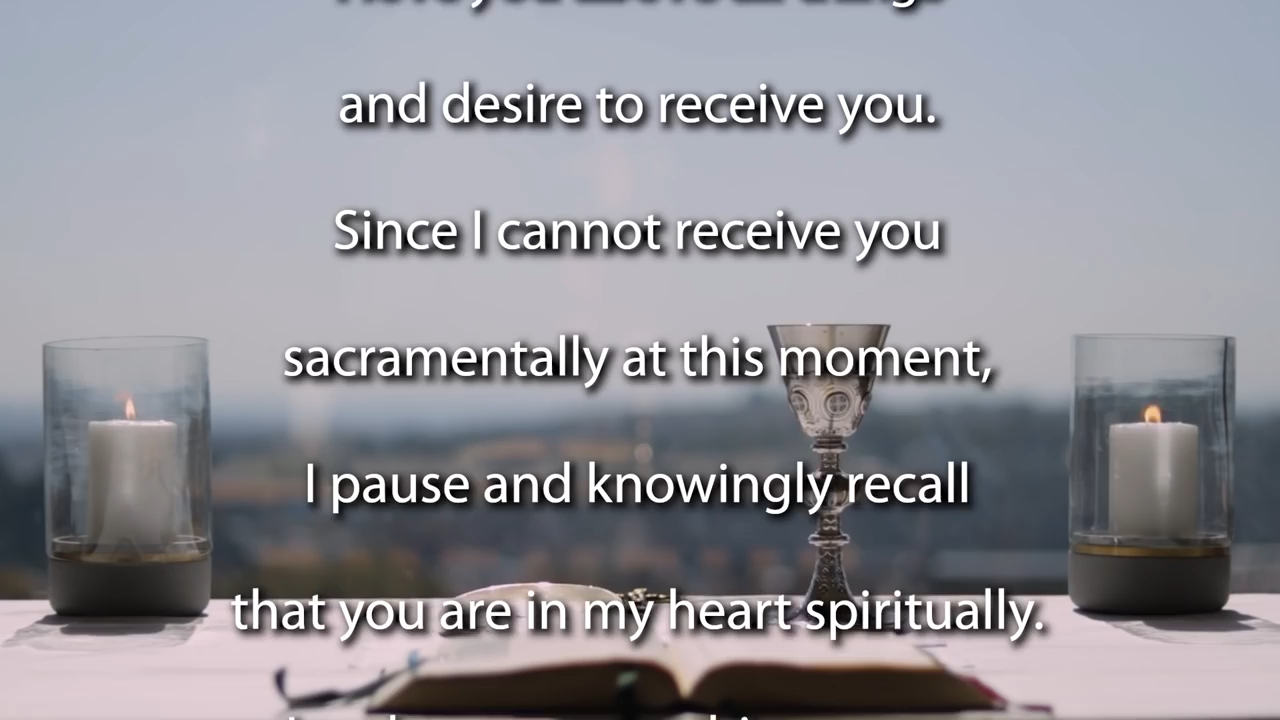 and desire to receive you.
Since I cannot receive you
sacramentally at this moment,
I pause and knowingly recall
that you are in my heart spiritually.